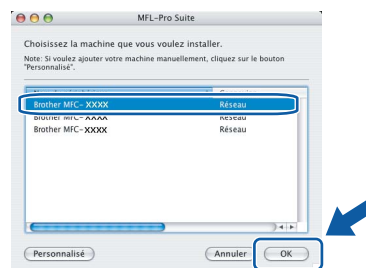 MFL-Pro Suite
Choisissez la machine que vous voulez installer.
Note: Si voulez ajouter votre machine manuellement, cliquez sur le bouton
"Personnalisé".
Brother MFC- XXXX Réseau
Brother MFC- XXXX Réseau
Brother MFC- XXXX Réseau
Personnalisé Annuler OK